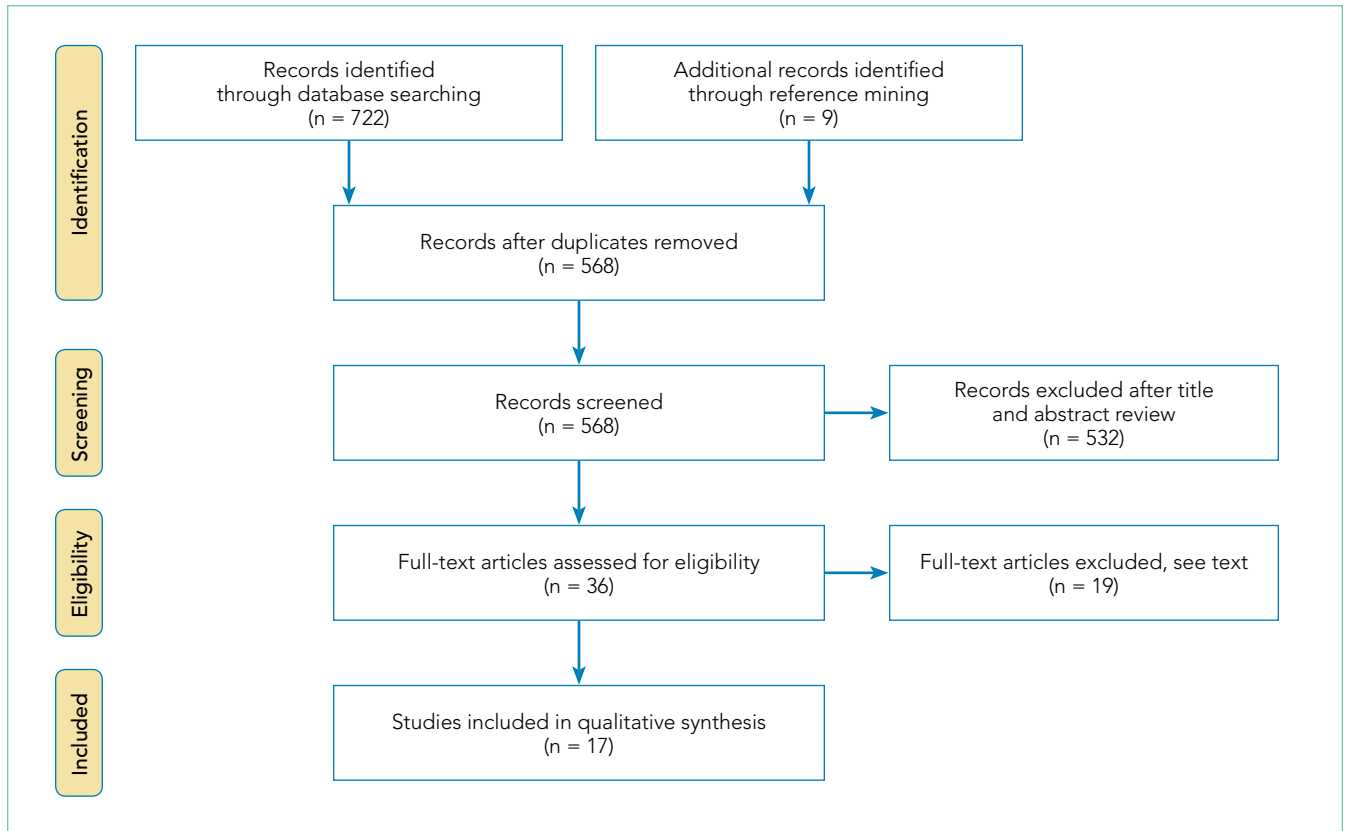 Identification
Records identified
through database searching
(n = 722)
Additional records identified
through reference mining
(n = 9)
Records after duplicates removed
(n = 568)
Screening
Records screened
(n = 568)
Records excluded after title
and abstract review
(n = 532)
Eligibility
Full-text articles assessed for eligibility
(n = 36)
Full-text articles excluded, see text
(n = 19)
Included
Studies included in qualitative synthesis
(n = 17)